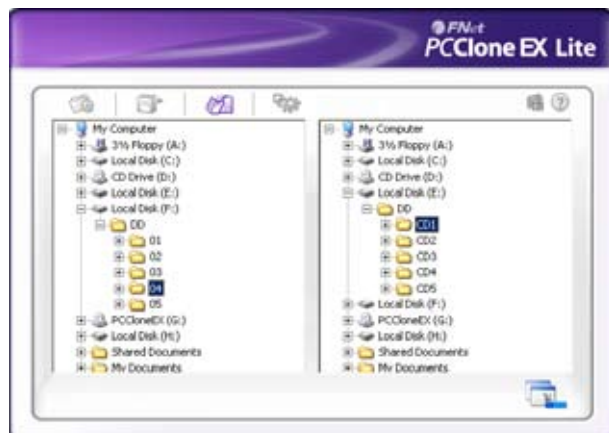 FNet
PCClone EX Lite
My Computer
3½ Floppy (A:)
Local Disk (C:)
CD Drive (D:)
Local Disk (E:)
Local Disk (F:)
DD
01
02
03
04
05
PCCloneEX (G:)
Local Disk (H:)
Shared Documents
My Documents
My Computer
3½ Floppy (A:)
Local Disk (C:)
CD Drive (D:)
Local Disk (E:)
DD
CD1
CD2
CD3
CD4
CD5
Local Disk (F:)
PCCloneEX (G:)
Local Disk (H:)
Shared Documents
My Documents